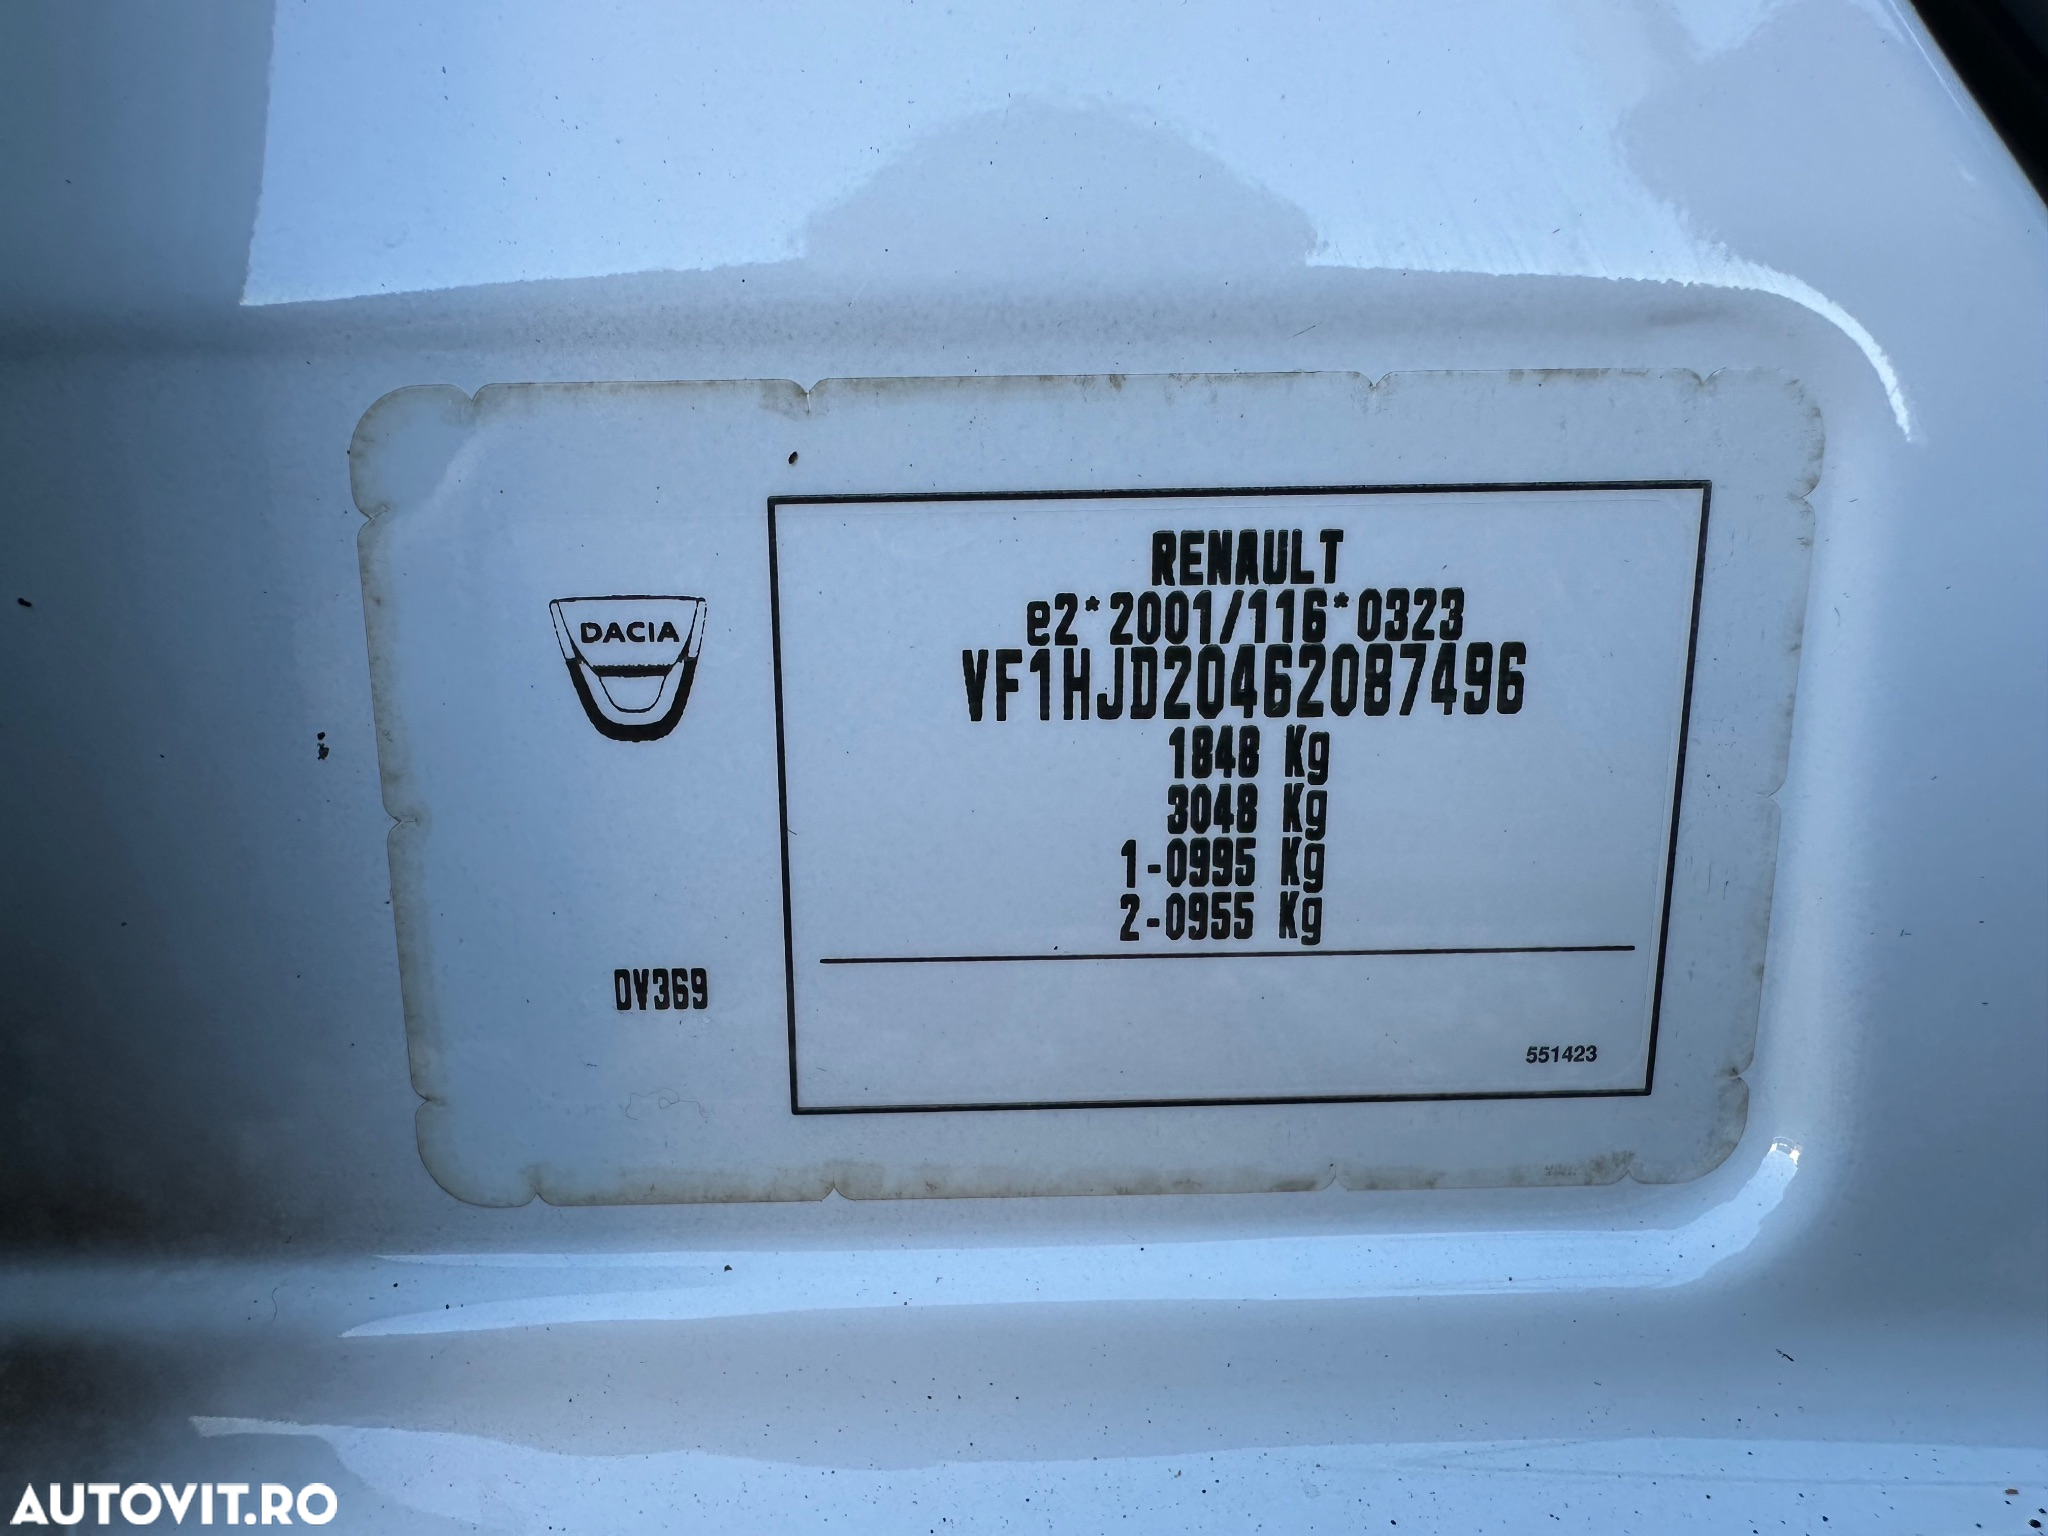 DACIA
RENAULT
e2*2001/116*0323
VF1HJD20462087496
1848 Kg
3048 Kg
1-0995 Kg
2-0955 Kg
DV369
551423
AUTOVIT.RO